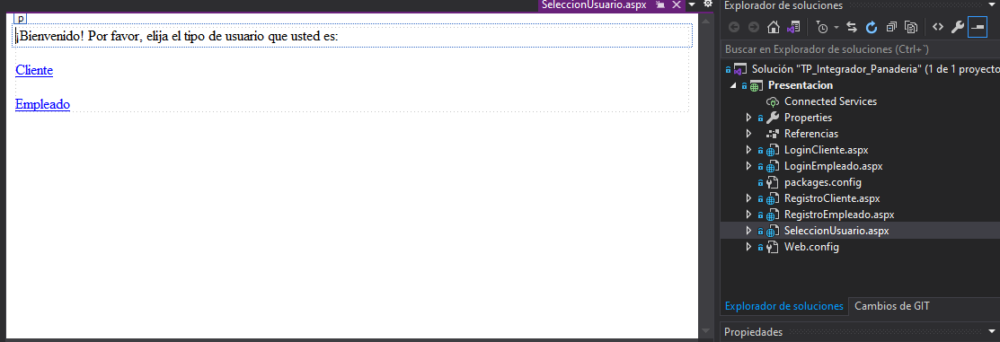 SeleccionUsuario.aspx
p
¡Bienvenido! Por favor, elija el tipo de usuario que usted es:
Cliente
Empleado
Explorador de soluciones
Buscar en Explorador de soluciones (Ctrl+`)
Solución "TP_Integrador_Panaderia" (1 de 1 proyecto
Presentacion
Connected Services
Properties
Referencias
LoginCliente.aspx
LoginEmpleado.aspx
packages.config
RegistroCliente.aspx
RegistroEmpleado.aspx
SeleccionUsuario.aspx
Web.config
Explorador de soluciones Cambios de GIT
Propiedades